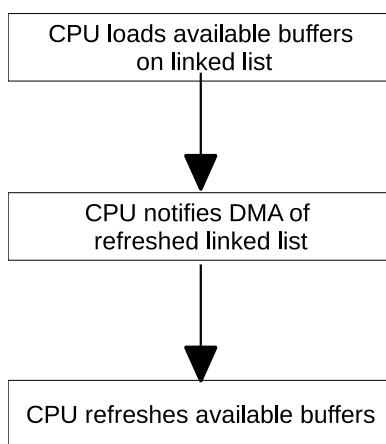 CPU loads available buffers
on linked list
CPU notifies DMA of
refreshed linked list
CPU refreshes available buffers